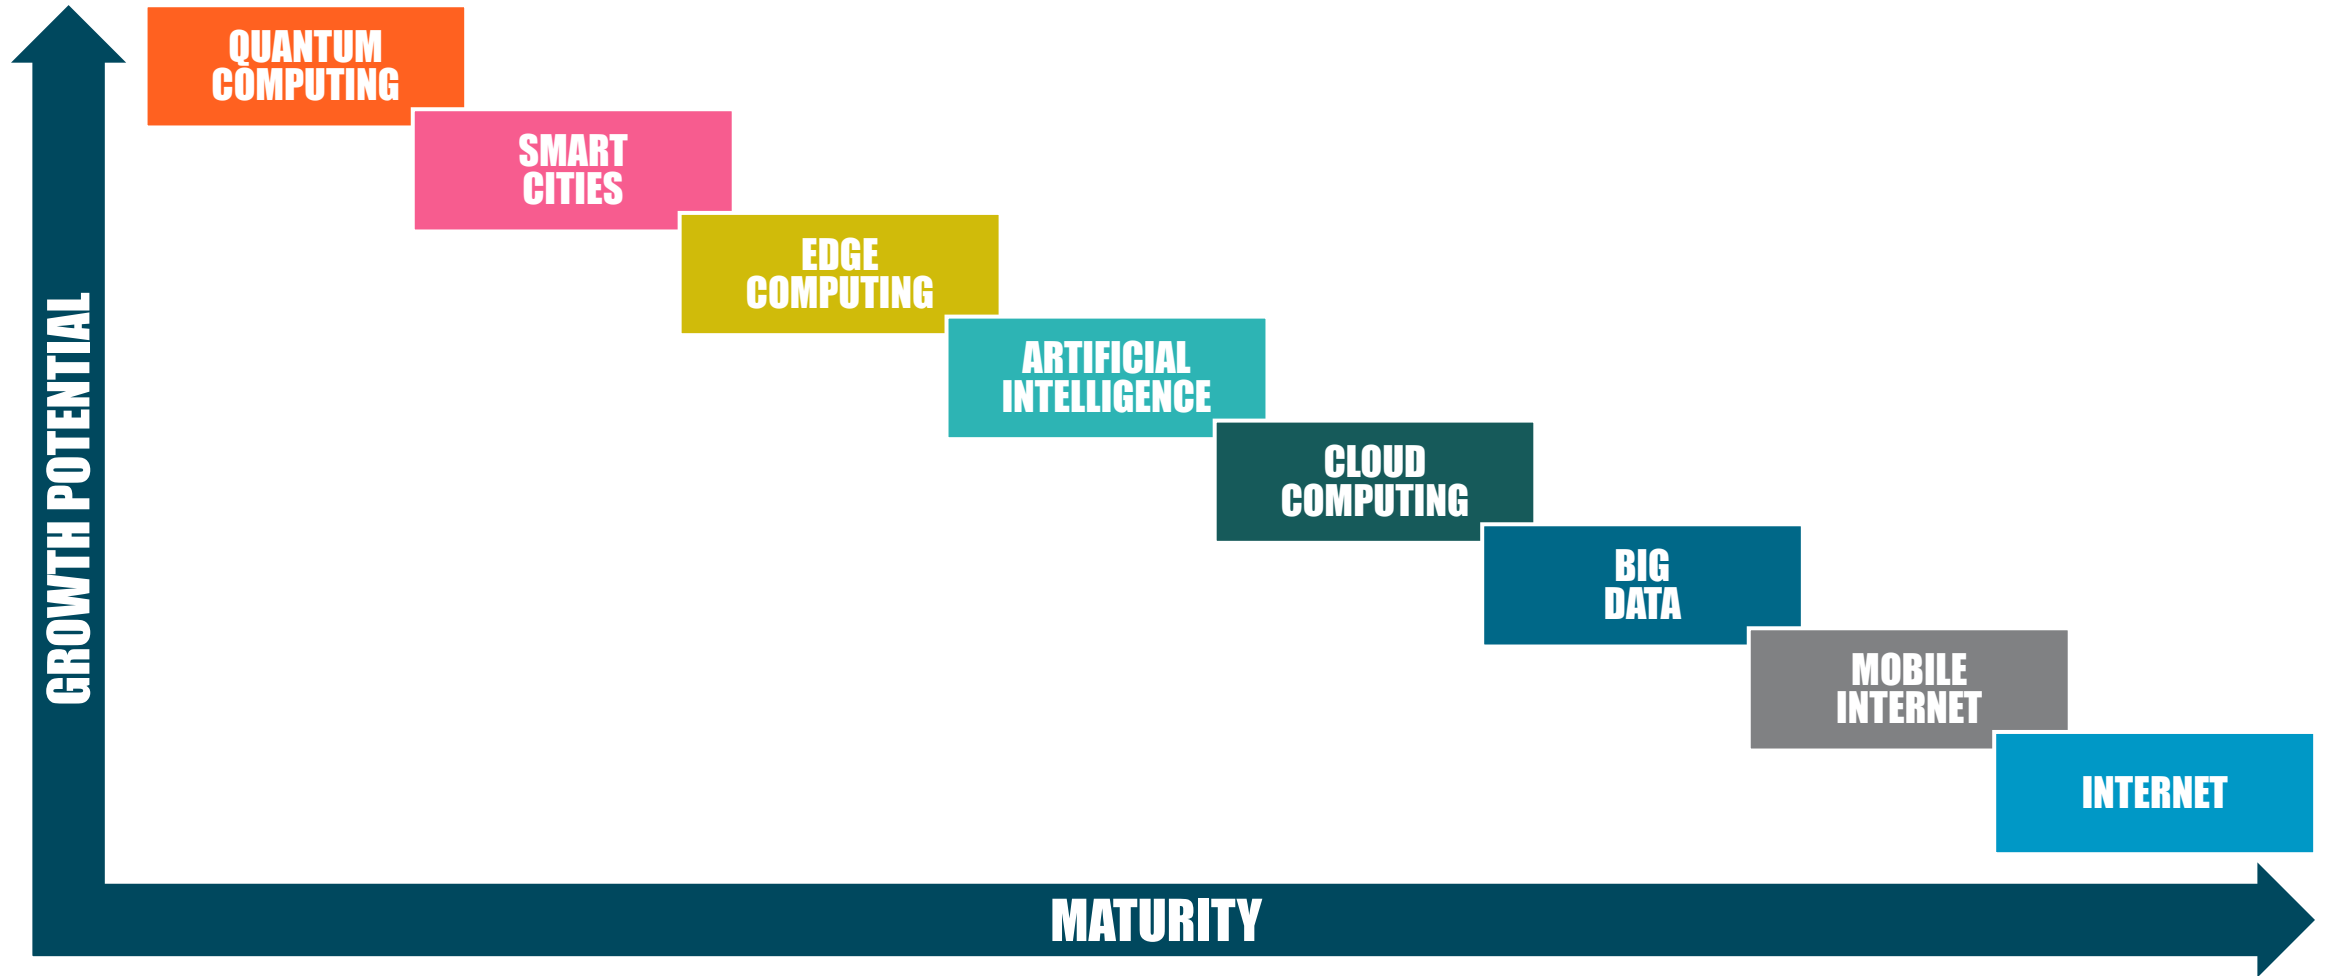 QUANTUM
COMPUTING
SMART
CITIES
EDGE
COMPUTING
ARTIFICIAL
INTELLIGENCE
CLOUD
COMPUTING
BIG
DATA
MOBILE
INTERNET
INTERNET
GROWTH POTENTIAL
MATURITY